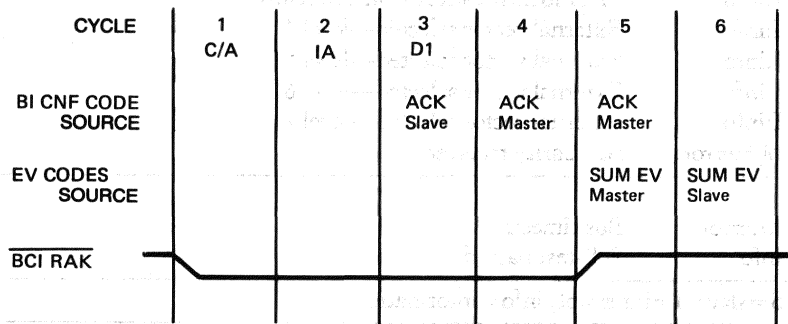 CYCLE 1 2 3 4 5 6
C/A IA D1
BI CNF CODE ACK ACK ACK
SOURCE Slave Master Master
EV CODES SUM EV SUM EV
SOURCE Master Slave
BCI RAK